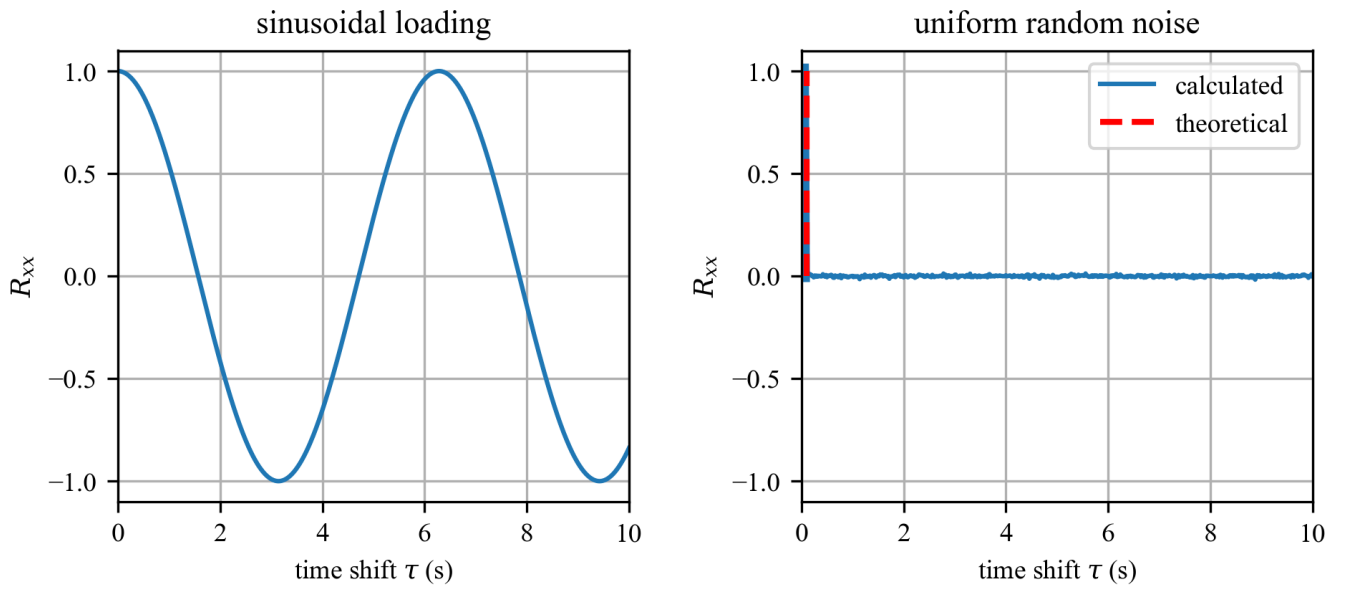 sinusoidal loading
1.0
0.5
0.0
−0.5
−1.0
R_xx
0 2 4 6 8 10
time shift τ (s)
uniform random noise
calculated
theoretical
1.0
0.5
0.0
−0.5
−1.0
R_xx
0 2 4 6 8 10
time shift τ (s)